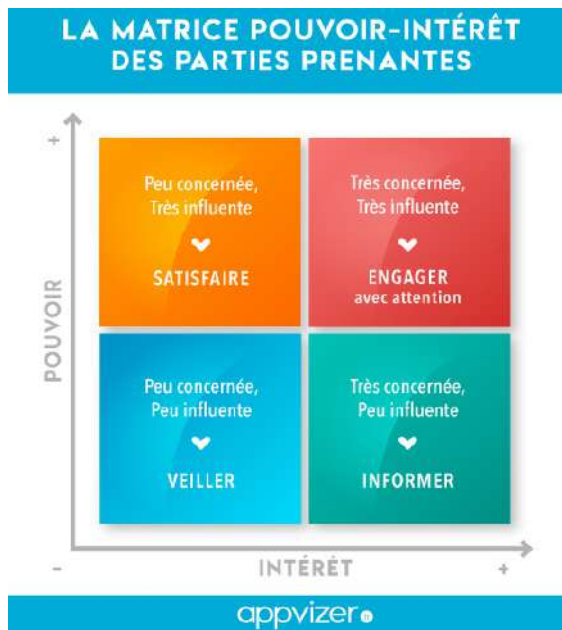 LA MATRICE POUVOIR-INTÉRÊT
DES PARTIES PRENANTES
+
POUVOIR
Peu concernée,
Très influente
SATISFAIRE
Très concernée,
Très influente
ENGAGER
avec attention
Peu concernée,
Peu influente
VEILLER
Très concernée,
Peu influente
INFORMER
-
INTÉRÊT
+
appvizer